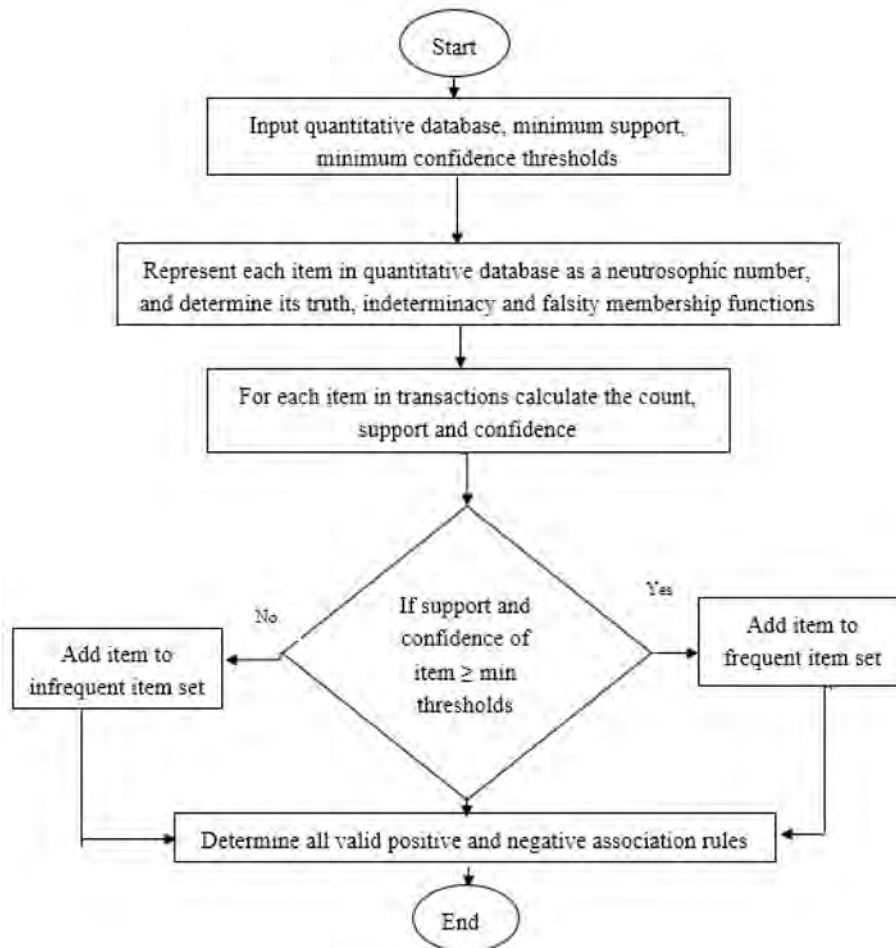 Start
Input quantitative database, minimum support,
minimum confidence thresholds
Represent each item in quantitative database as a neutrosophic number,
and determine its truth, indeterminacy and falsity membership functions
For each item in transactions calculate the count,
support and confidence
If support and
confidence of
item ≥ min
thresholds
No
Yes
Add item to
infrequent item set
Add item to
frequent item set
Determine all valid positive and negative association rules
End